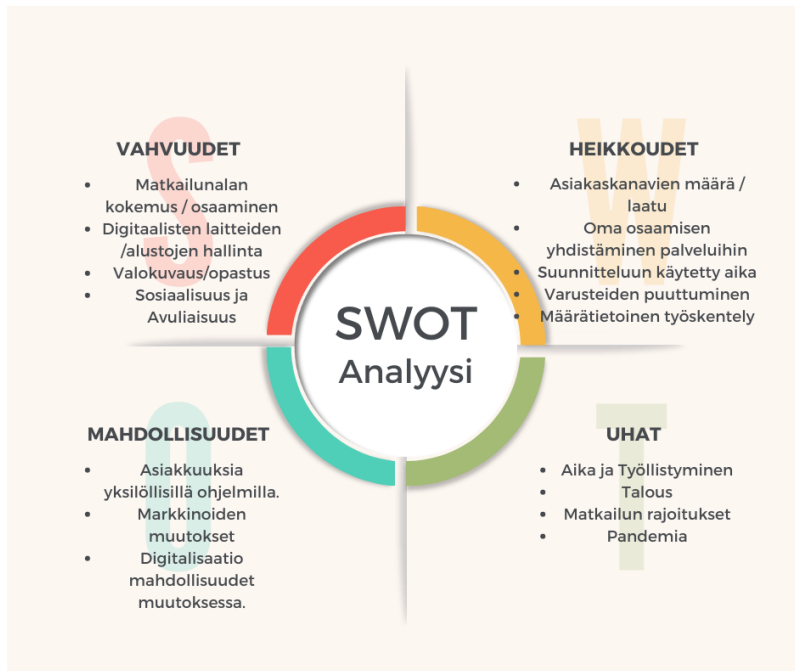 VAHVUUDET
• Matkailunalan
kokemus / osaaminen
• Digitaalisten laitteiden
/alustojen hallinta
• Valokuvaus/opastus
• Sosiaalisuus ja
Avuliaisuus
HEIKKOUDET
• Asiakaskanavien määrä /
laatu
• Oma osaamisen
yhdistäminen palveluihin
• Suunnitteluun käytetty aika
• Varusteiden puuttuminen
• Määrätietoinen työskentely
SWOT
Analyysi
MAHDOLLISUUDET
• Asiakkuuksia
yksilöllisillä ohjelmilla.
• Markkinoiden
muutokset
• Digitalisaatio
mahdollisuudet
muutoksessa.
UHAT
• Aika ja Työllistyminen
• Talous
• Matkailun rajoitukset
• Pandemia
S
W
O
T